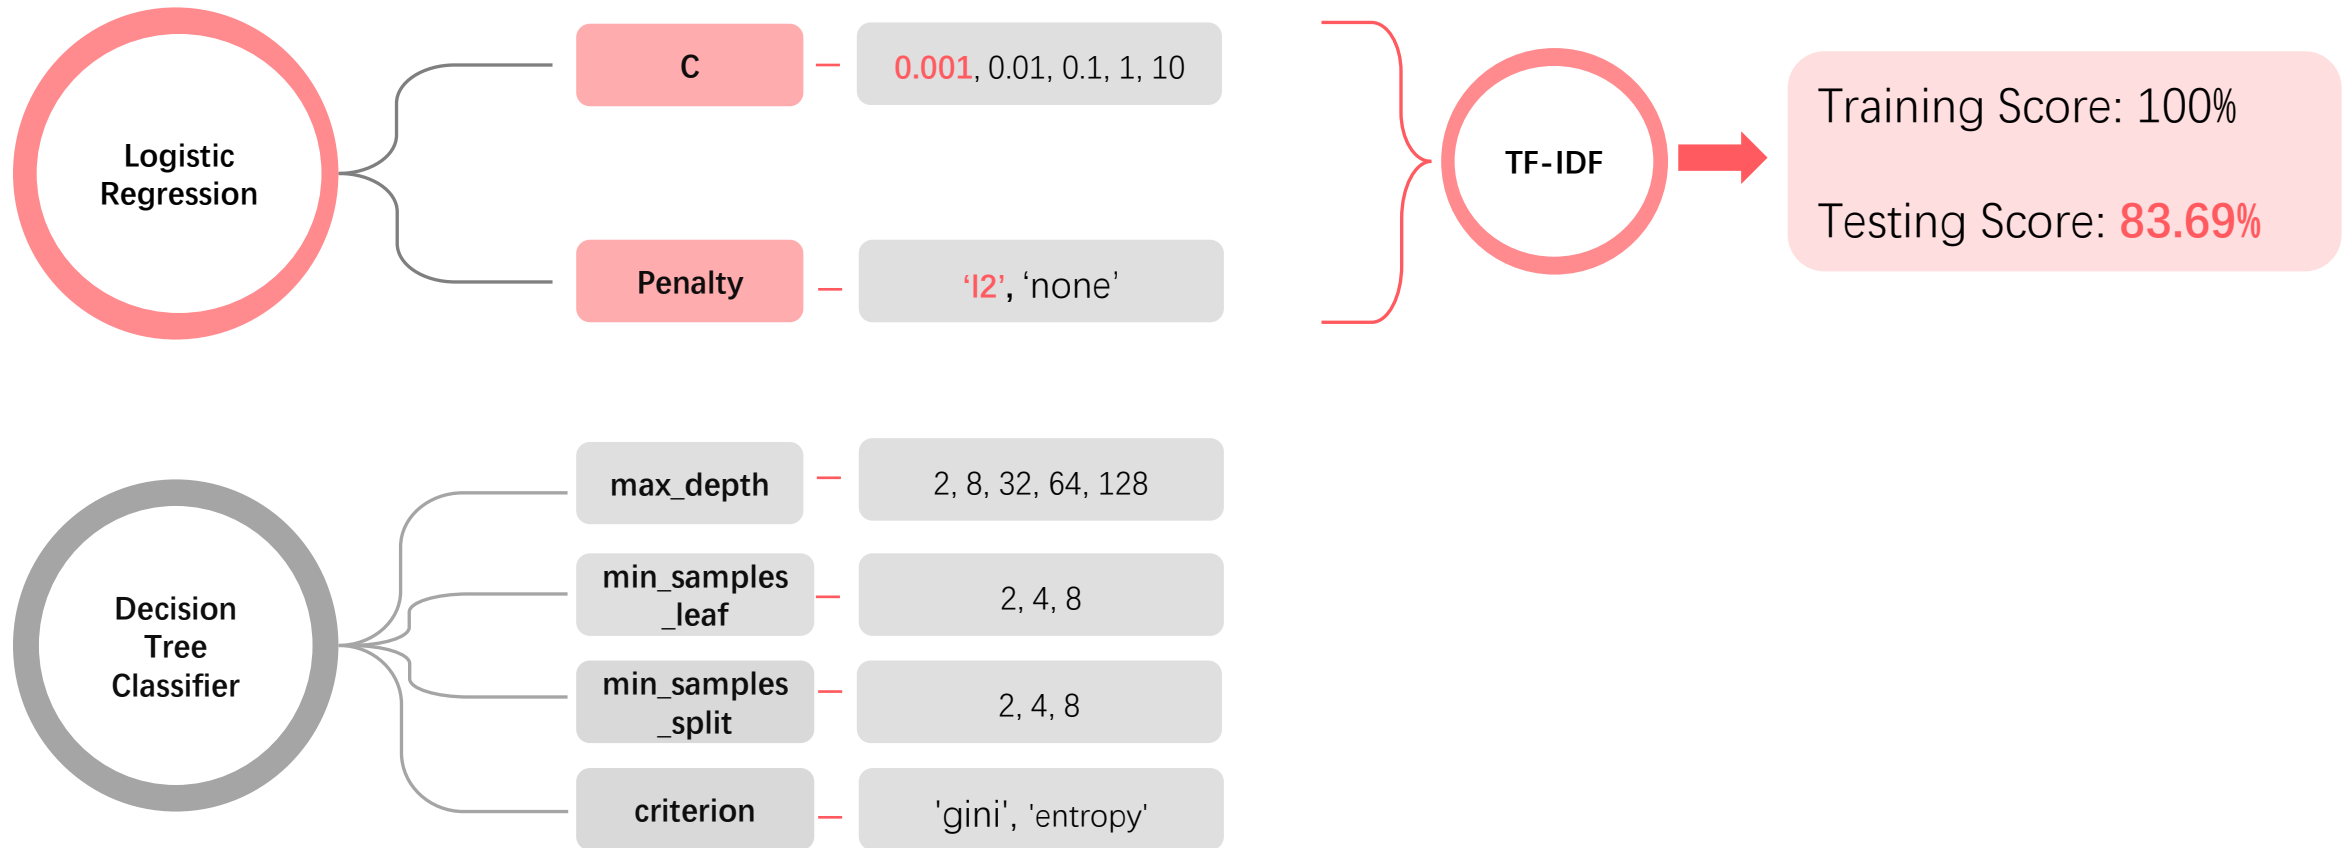 Logistic
Regression
C
0.001, 0.01, 0.1, 1, 10
Penalty
‘l2’, ‘none’
TF-IDF
Training Score: 100%
Testing Score: 83.69%
Decision
Tree
Classifier
max_depth
2, 8, 32, 64, 128
min_samples
_leaf
2, 4, 8
min_samples
_split
2, 4, 8
criterion
'gini', 'entropy'